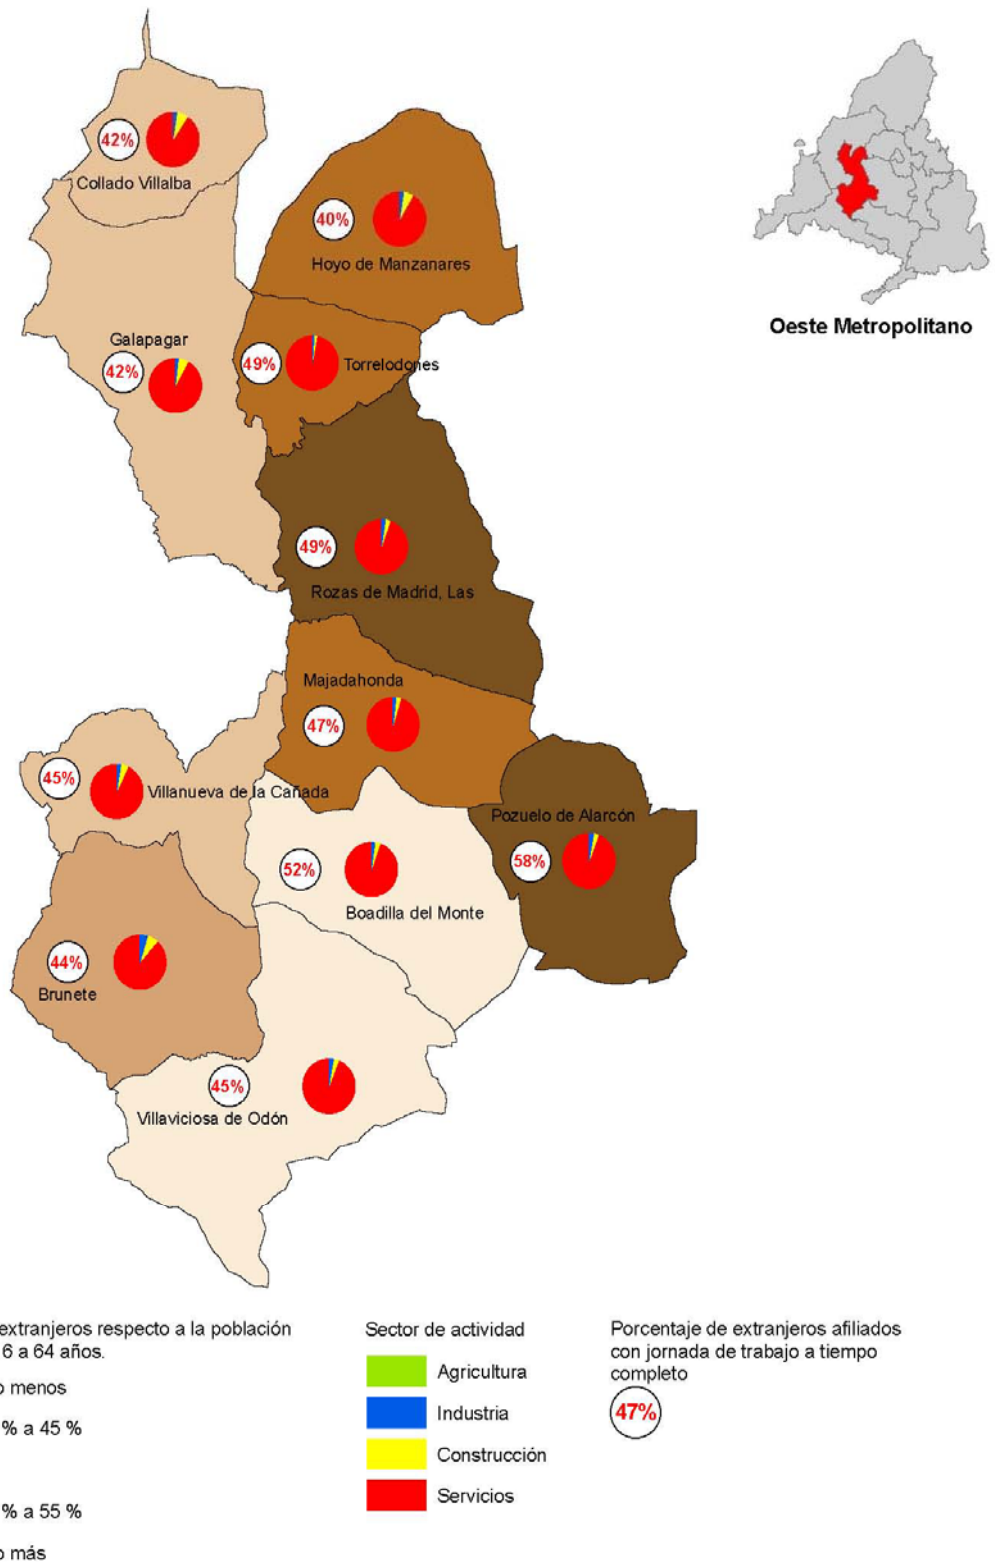 42%
Collado Villalba
40%
Hoyo de Manzanares
Oeste Metropolitano
Galapagar
42%
49%
Torrelodones
49%
Rozas de Madrid, Las
Majadahonda
47%
45%
Villanueva de la Cañada
Pozuelo de Alarcón
58%
52%
Boadilla del Monte
44%
Brunete
45%
Villaviciosa de Odón
extranjeros respecto a la población
6 a 64 años.
o menos
% a 45 %
% a 55 %
o más
Sector de actividad
Agricultura
Industria
Construcción
Servicios
Porcentaje de extranjeros afiliados
con jornada de trabajo a tiempo
completo
47%